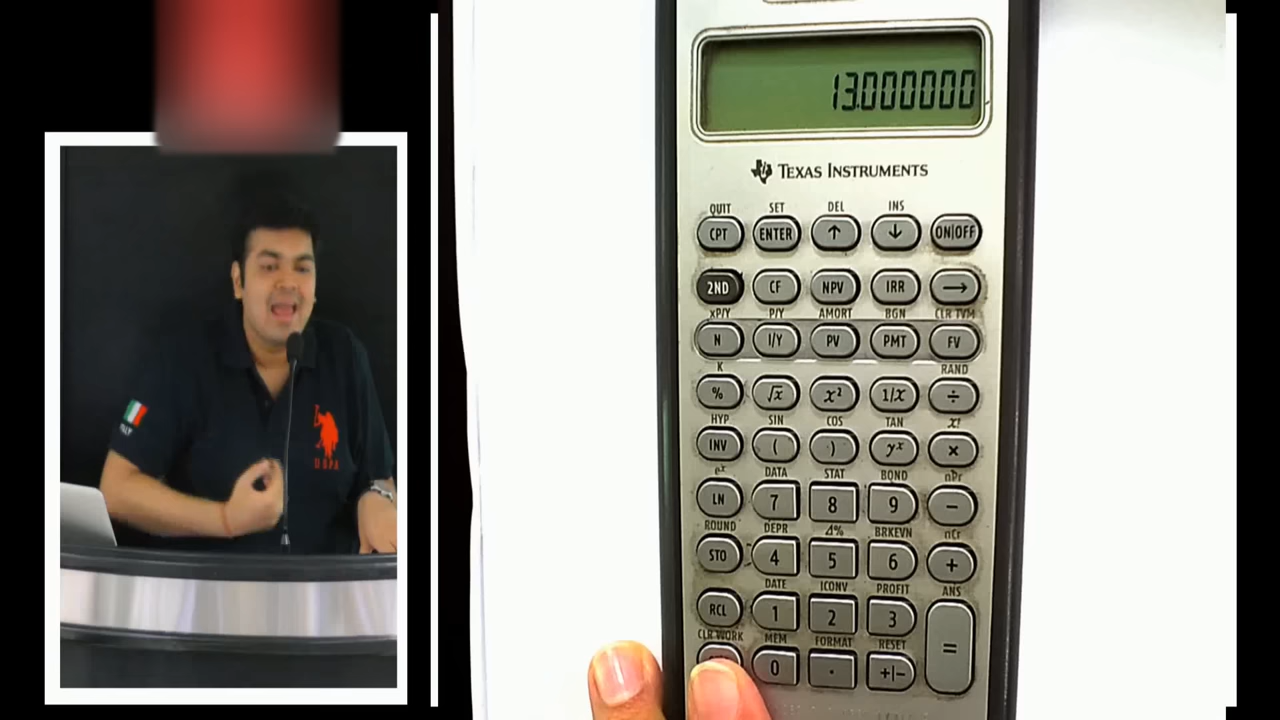 13.000000
TEXAS INSTRUMENTS
QUIT SET DEL INS
CPT ENTER ↑ ↓ ON|OFF
2ND CF NPV IRR →
xP/Y P/Y AMORT BGN CLR TVM
N I/Y PV PMT FV
K RAND
% √x x² 1/x ÷
HYP SIN COS TAN x!
INV ( ) yˣ ×
eˣ DATA STAT BOND nPr
LN 7 8 9 −
ROUND DEPR Δ% BRKEVN nCr
STO 4 5 6 +
DATE ICONV PROFIT ANS
RCL 1 2 3 =
CLR WORK MEM FORMAT RESET
0 . +|−
U S P A